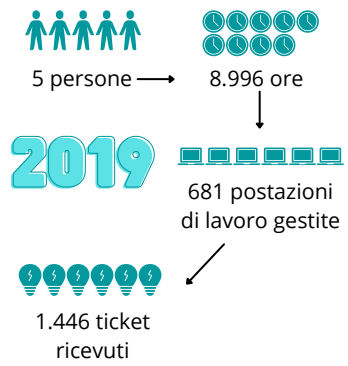 5 persone
8.996 ore
2019
681 postazioni
di lavoro gestite
1.446 ticket
ricevuti